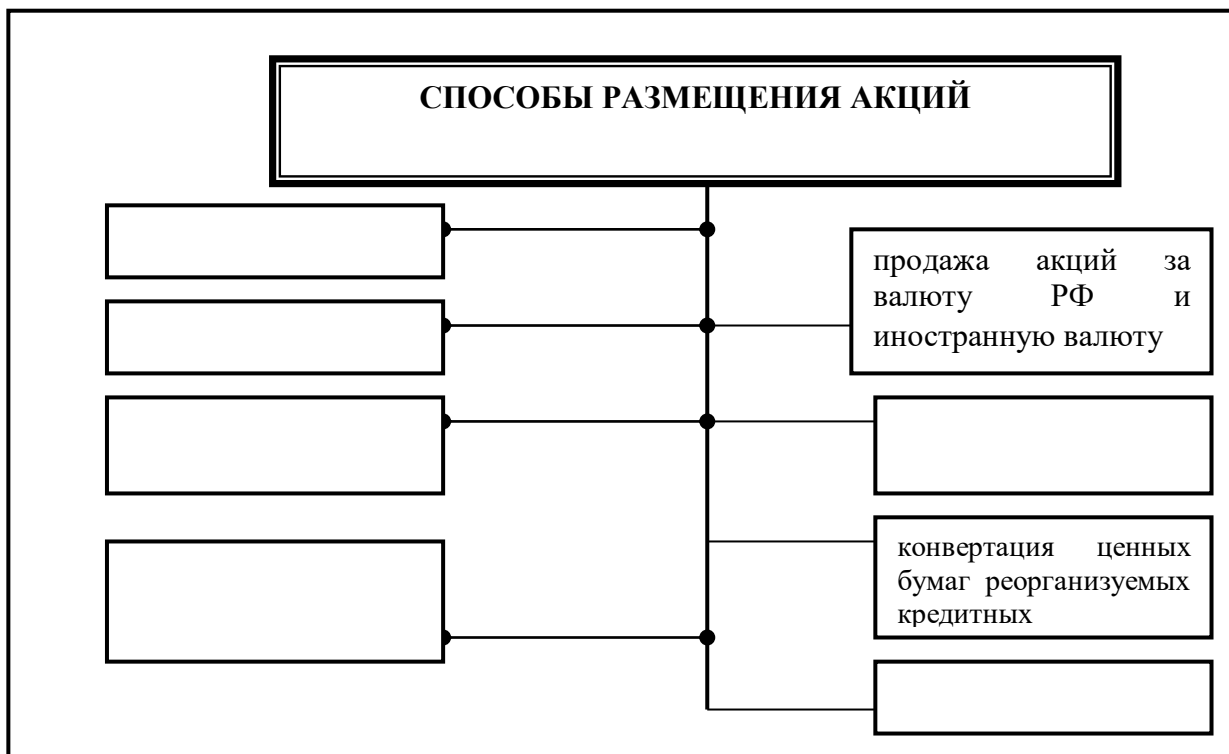 СПОСОБЫ РАЗМЕЩЕНИЯ АКЦИЙ
продажа акций за
валюту РФ и
иностранную валюту
конвертация ценных
бумаг реорганизуемых
кредитных